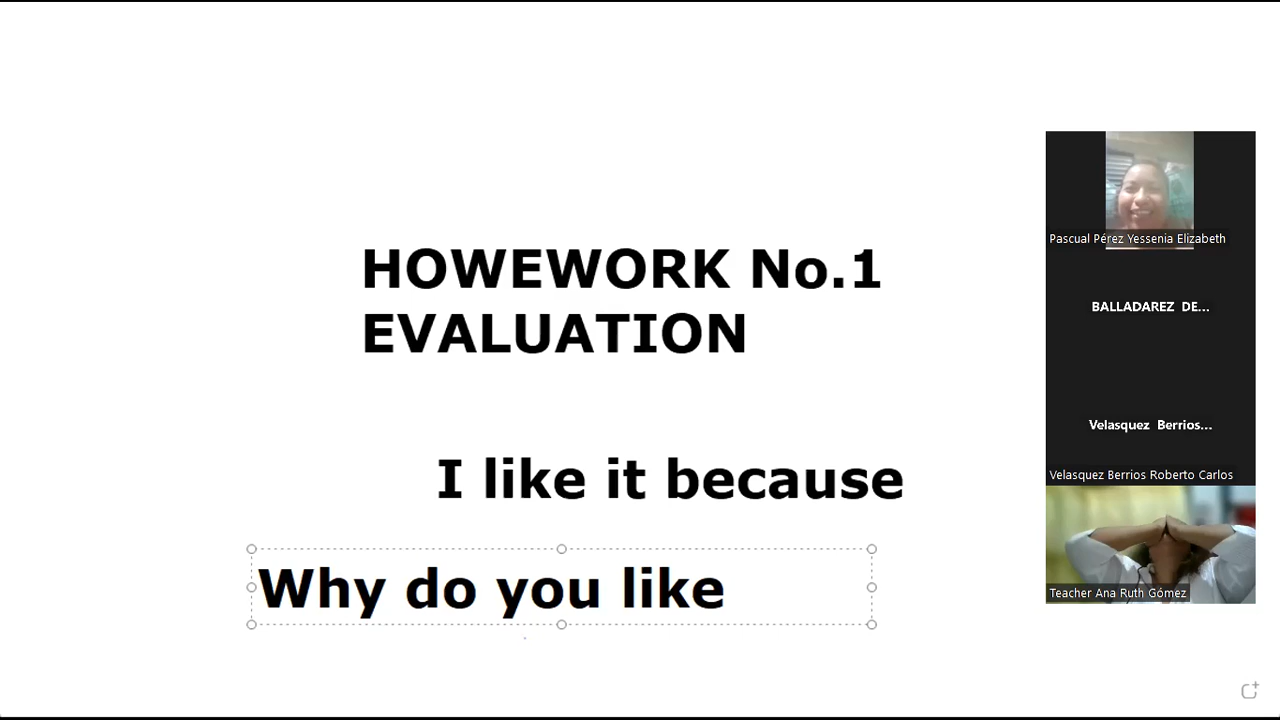 HOWEWORK No.1
EVALUATION
I like it because
Why do you like
Pascual Pérez Yessenia Elizabeth
BALLADAREZ DE...
Velasquez Berrios...
Velasquez Berrios Roberto Carlos
Teacher Ana Ruth Gómez